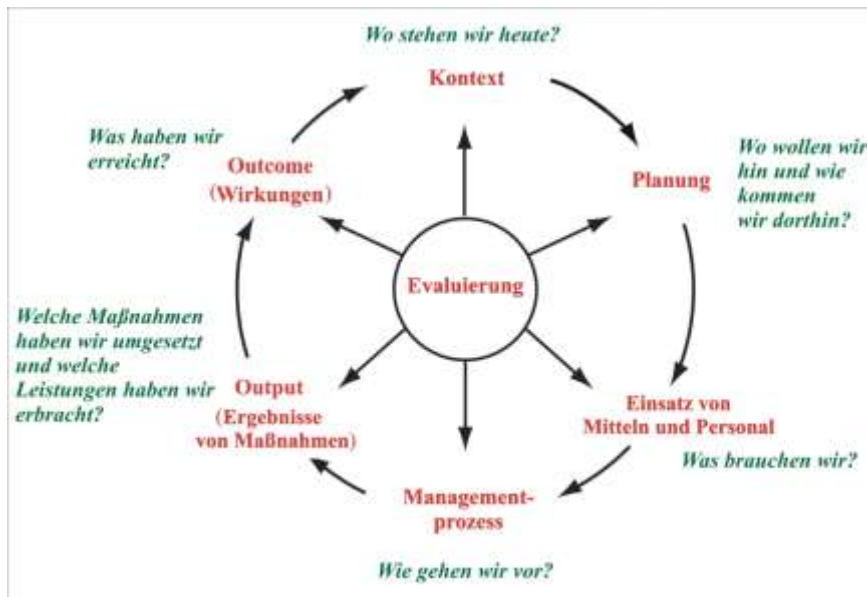 Wo stehen wir heute?
Kontext
Wo wollen wir
hin und wie
kommen
wir dorthin?
Planung
Einsatz von
Mitteln und Personal
Was brauchen wir?
Management-
prozess
Wie gehen wir vor?
Output
(Ergebnisse
von Maßnahmen)
Welche Maßnahmen
haben wir umgesetzt
und welche
Leistungen haben wir
erbracht?
Outcome
(Wirkungen)
Was haben wir
erreicht?
Evaluierung